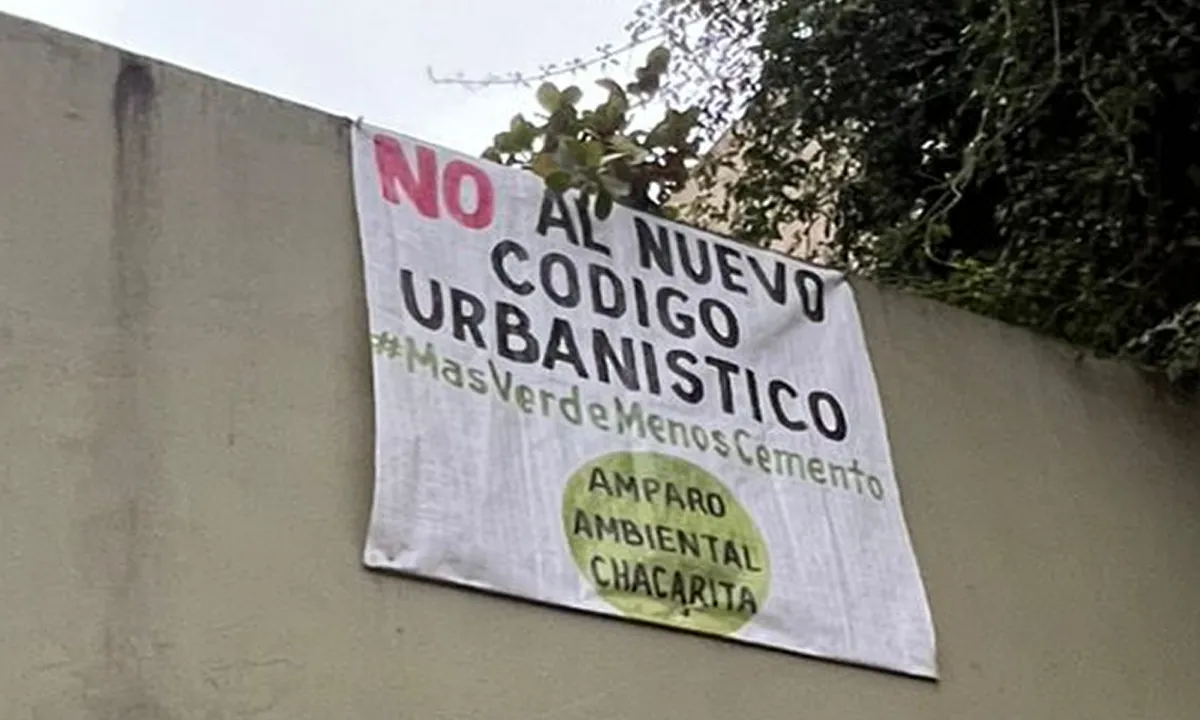 NO AL NUEVO
CODIGO
URBANISTICO
#MasVerdeMenosCemento
AMPARO
AMBIENTAL
CHACARITA